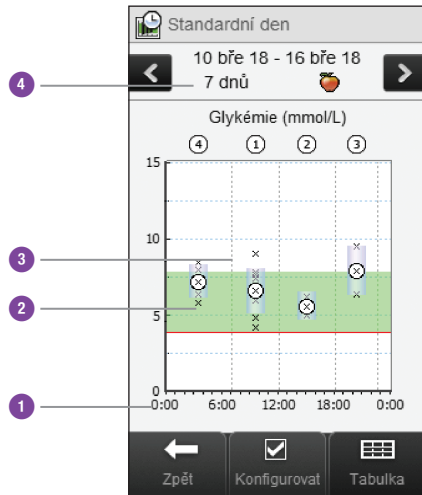 Standardní den
10 bře 18 - 16 bře 18
7 dnů
4
Glykémie (mmol/L)
4 1 2 3
15
10
3
2
5
0
1
0:00 6:00 12:00 18:00 0:00
Zpět Konfigurovat Tabulka